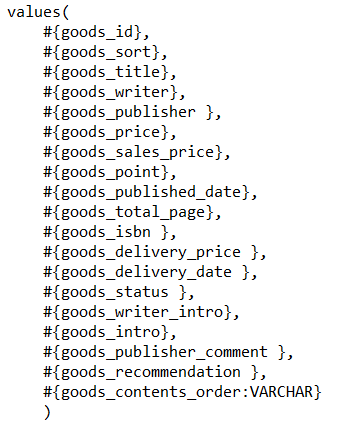 values(
#{goods_id},
#{goods_sort},
#{goods_title},
#{goods_writer},
#{goods_publisher },
#{goods_price},
#{goods_sales_price},
#{goods_point},
#{goods_published_date},
#{goods_total_page},
#{goods_isbn },
#{goods_delivery_price },
#{goods_delivery_date },
#{goods_status },
#{goods_writer_intro},
#{goods_intro},
#{goods_publisher_comment },
#{goods_recommendation },
#{goods_contents_order:VARCHAR}
)